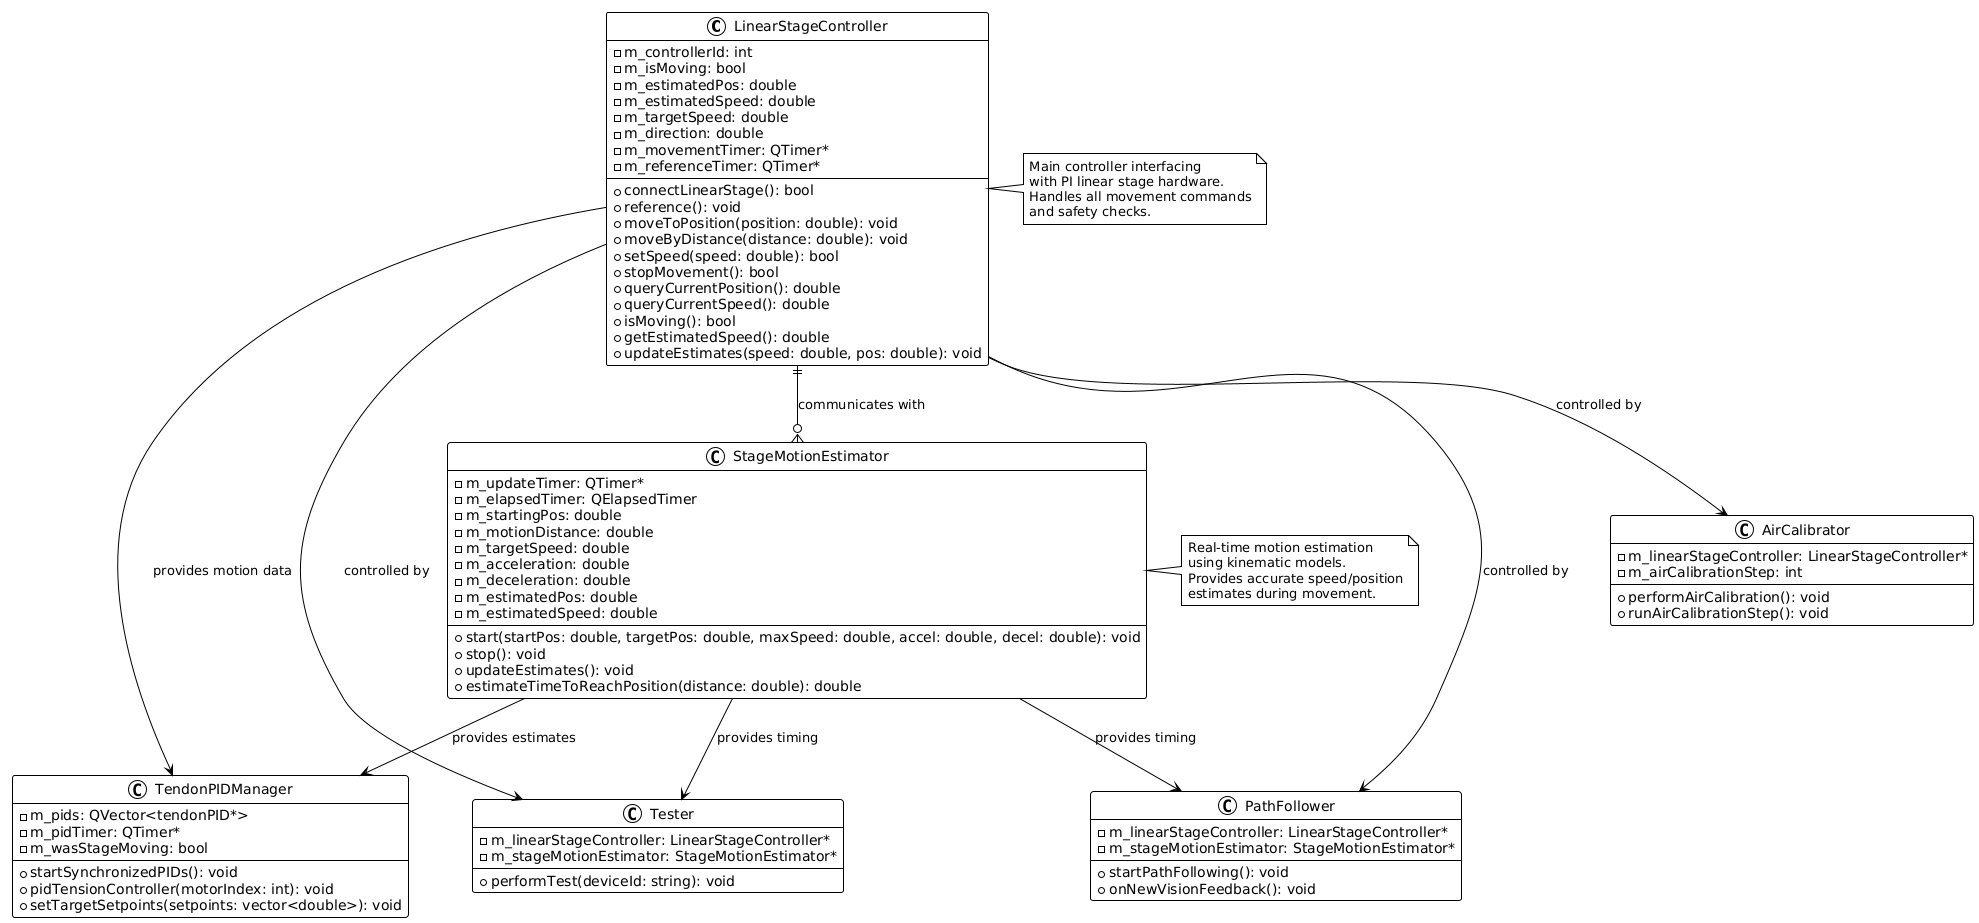 C LinearStageController
m_controllerId: int
m_isMoving: bool
m_estimatedPos: double
m_estimatedSpeed: double
m_targetSpeed: double
m_direction: double
m_movementTimer: QTimer*
m_referenceTimer: QTimer*
connectLinearStage(): bool
reference(): void
moveToPosition(position: double): void
moveByDistance(distance: double): void
setSpeed(speed: double): bool
stopMovement(): bool
queryCurrentPosition(): double
queryCurrentSpeed(): double
isMoving(): bool
getEstimatedSpeed(): double
updateEstimates(speed: double, pos: double): void
Main controller interfacing
with PI linear stage hardware.
Handles all movement commands
and safety checks.
communicates with
controlled by
C StageMotionEstimator
m_updateTimer: QTimer*
m_elapsedTimer: QElapsedTimer
m_startingPos: double
m_motionDistance: double
m_targetSpeed: double
m_acceleration: double
m_deceleration: double
m_estimatedPos: double
m_estimatedSpeed: double
start(startPos: double, targetPos: double, maxSpeed: double, accel: double, decel: double): void
stop(): void
updateEstimates(): void
estimateTimeToReachPosition(distance: double): double
Real-time motion estimation
using kinematic models.
Provides accurate speed/position
estimates during movement.
provides motion data
controlled by
controlled by
C AirCalibrator
m_linearStageController: LinearStageController*
m_airCalibrationStep: int
performAirCalibration(): void
runAirCalibrationStep(): void
provides estimates
provides timing
provides timing
C TendonPIDManager
m_pids: QVector<tendonPID*>
m_pidTimer: QTimer*
m_wasStageMoving: bool
startSynchronizedPIDs(): void
pidTensionController(motorIndex: int): void
setTargetSetpoints(setpoints: vector<double>): void
C Tester
m_linearStageController: LinearStageController*
m_stageMotionEstimator: StageMotionEstimator*
performTest(deviceId: string): void
C PathFollower
m_linearStageController: LinearStageController*
m_stageMotionEstimator: StageMotionEstimator*
startPathFollowing(): void
onNewVisionFeedback(): void